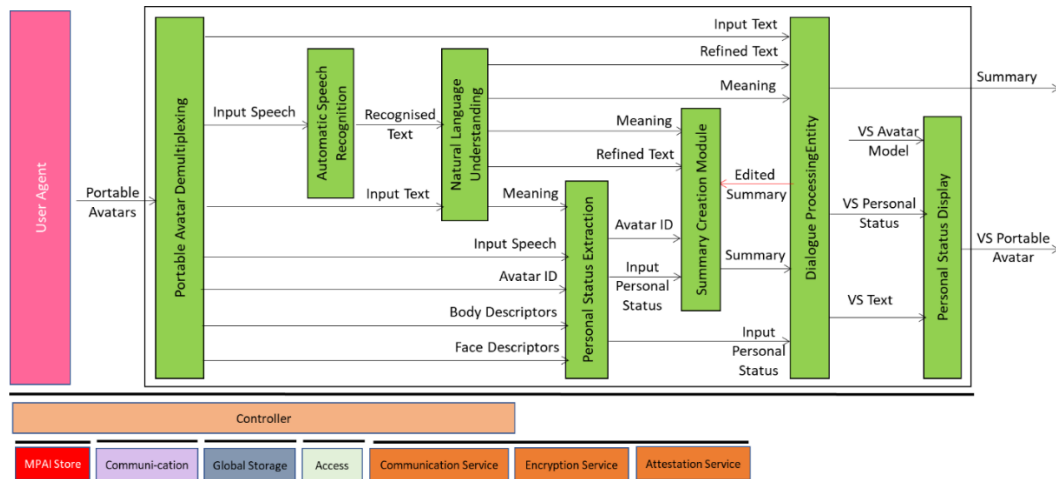 User Agent
Portable
Avatars
Portable Avatar Demultiplexing
Input Speech
Automatic Speech
Recognition
Recognised
Text
Input Text
Natural Language
Understanding
Input Text
Refined Text
Meaning
Meaning
Refined Text
Meaning
Input Speech
Avatar ID
Body Descriptors
Face Descriptors
Personal Status Extraction
Avatar ID
Input
Personal
Status
Summary Creation Module
Edited
Summary
Summary
Input
Personal
Status
Dialogue ProcessingEntity
VS Avatar
Model
VS Personal
Status
VS Text
Personal Status Display
Summary
VS Portable
Avatar
Controller
MPAI Store
Communi-cation
Global Storage
Access
Communication Service
Encryption Service
Attestation Service